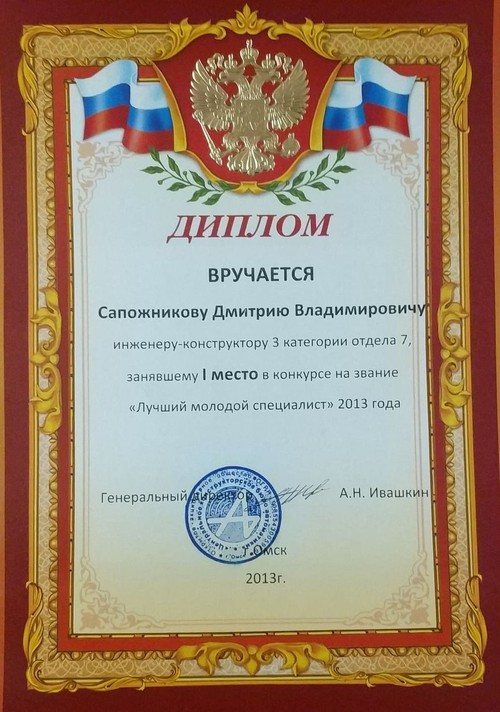 ДИПЛОМ
ВРУЧАЕТСЯ
Сапожникову Дмитрию Владимировичу
инженеру-конструктору 3 категории отдела 7,
занявшему I место в конкурсе на звание
«Лучший молодой специалист» 2013 года
Генеральный директор А.Н. Ивашкин
г.Омск
2013г.